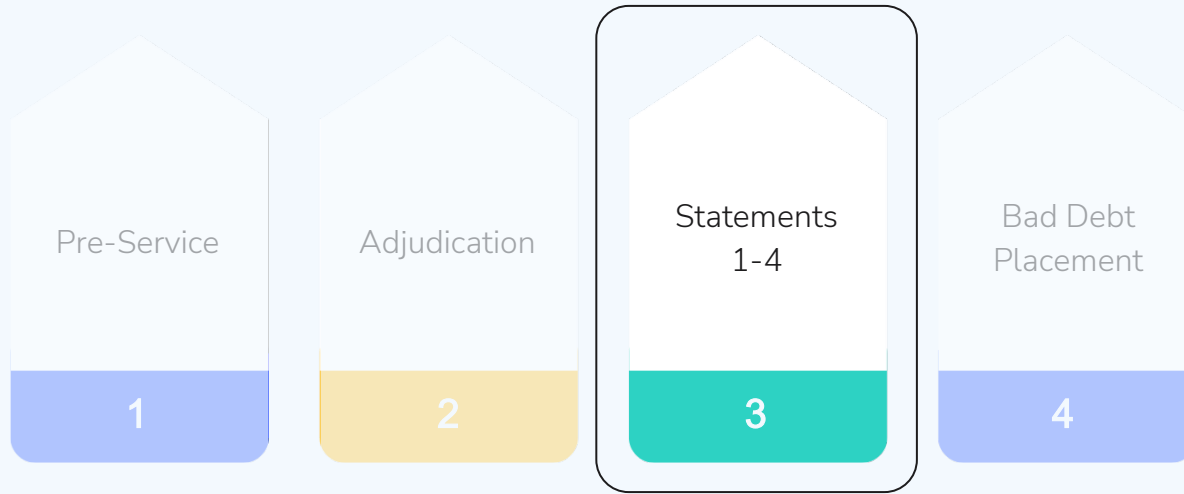 Pre-Service
1
Adjudication
2
Statements
1-4
3
Bad Debt
Placement
4